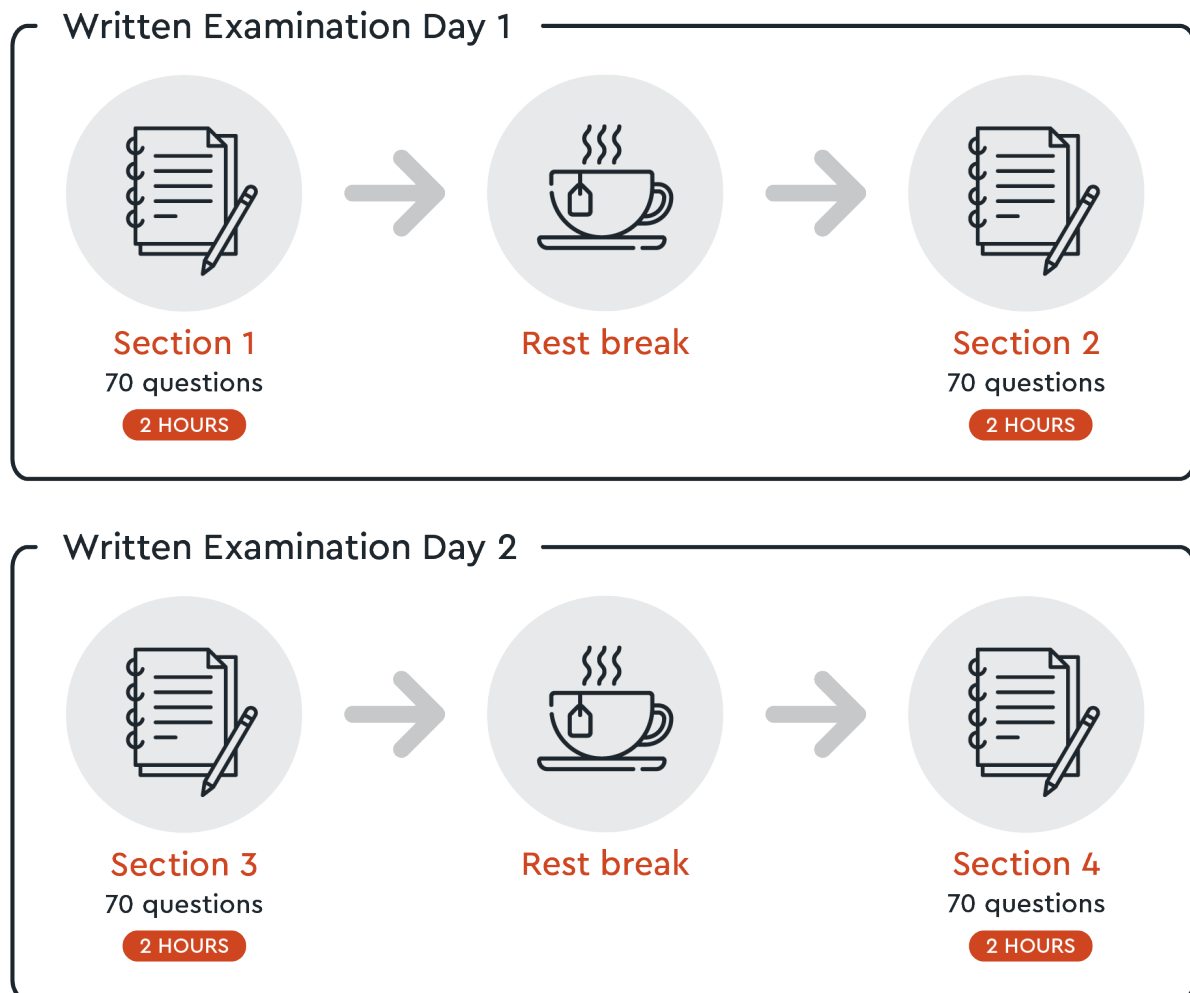 Written Examination Day 1
Section 1
70 questions
2 HOURS
Rest break
Section 2
70 questions
2 HOURS
Written Examination Day 2
Section 3
70 questions
2 HOURS
Rest break
Section 4
70 questions
2 HOURS